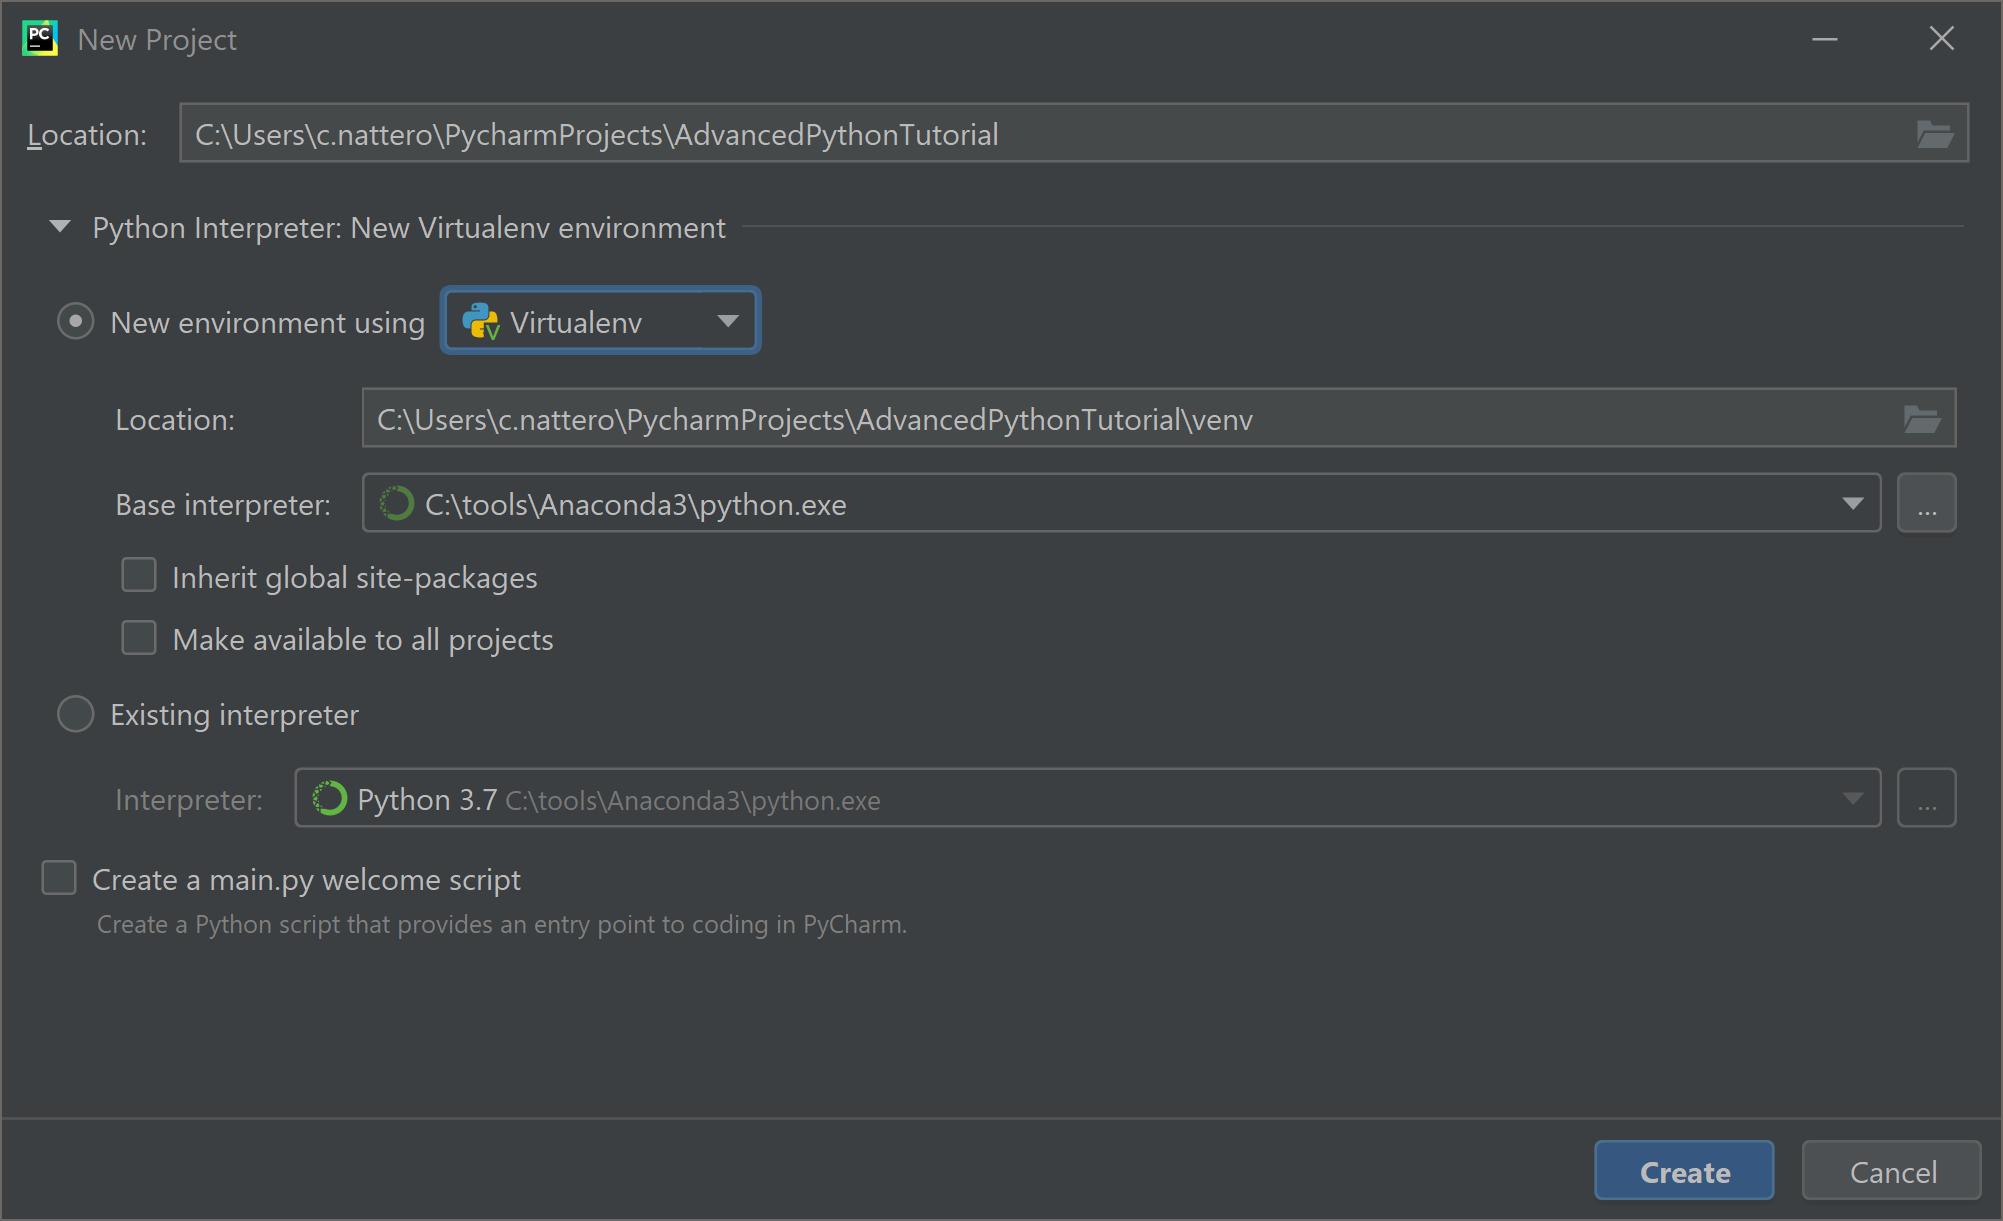 PC New Project
Location: C:\Users\c.nattero\PycharmProjects\AdvancedPythonTutorial
Python Interpreter: New Virtualenv environment
New environment using Virtualenv
Location: C:\Users\c.nattero\PycharmProjects\AdvancedPythonTutorial\venv
Base interpreter: C:\tools\Anaconda3\python.exe ...
Inherit global site-packages
Make available to all projects
Existing interpreter
Interpreter: Python 3.7 C:\tools\Anaconda3\python.exe ...
Create a main.py welcome script
Create a Python script that provides an entry point to coding in PyCharm.
Create Cancel